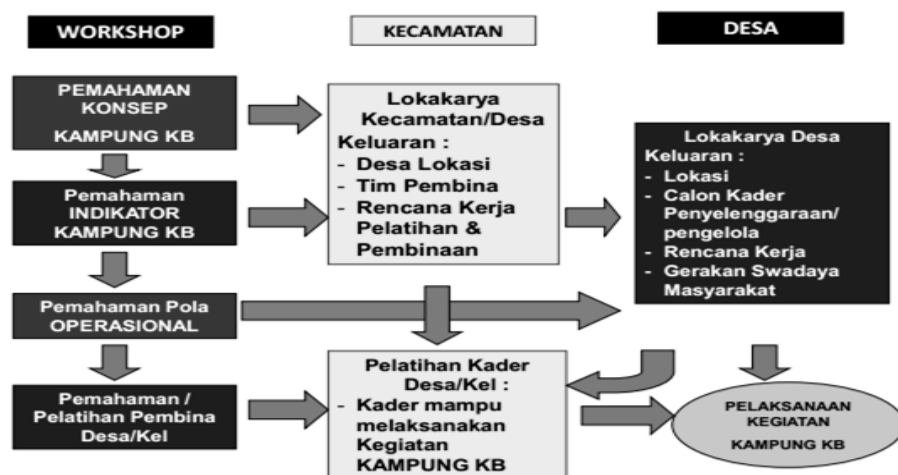 WORKSHOP
KECAMATAN
DESA
PEMAHAMAN
KONSEP
KAMPUNG KB
Pemahaman
INDIKATOR
KAMPUNG KB
Pemahaman Pola
OPERASIONAL
Pemahaman /
Pelatihan Pembina
Desa/Kel
Lokakarya
Kecamatan/Desa
Keluaran :
- Desa Lokasi
- Tim Pembina
- Rencana Kerja
Pelatihan &
Pembinaan
Pelatihan Kader
Desa/Kel :
- Kader mampu
melaksanakan
Kegiatan
KAMPUNG KB
Lokakarya Desa
Keluaran :
- Lokasi
- Calon Kader
Penyelenggaraan/
pengelola
- Rencana Kerja
- Gerakan Swadaya
Masyarakat
PELAKSANAAN
KEGIATAN
KAMPUNG KB